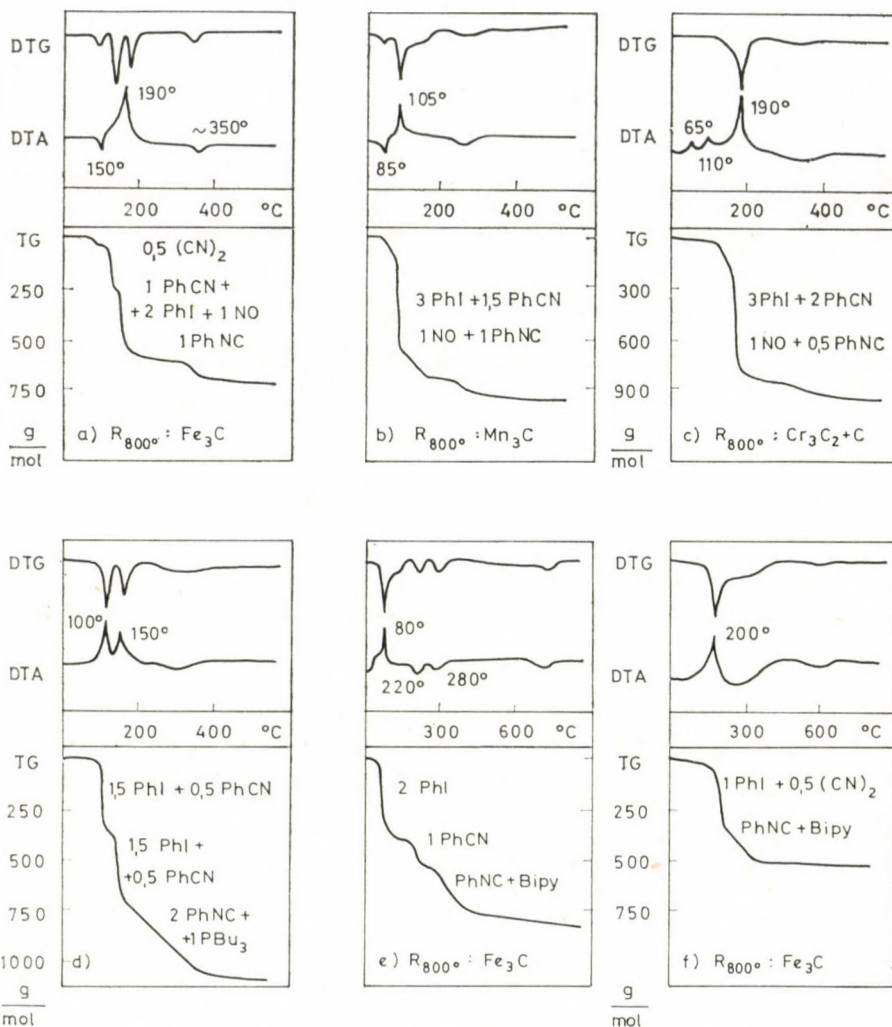 DTG
190°
DTA
~350°
150°
200 400 °C
TG
0,5 (CN)2
250
1 PhCN +
+2 PhI + 1 NO
500
1 PhNC
750
g
mol
a) R800° : Fe3C
105°
85°
200 400 °C
3 PhI + 1,5 PhCN
1 NO + 1 PhNC
b) R800° : Mn3C
DTG
190°
DTA
65°
110°
200 400 °C
TG
300
3 PhI + 2 PhCN
600
1 NO + 0,5 PhNC
900
g
mol
c) R800° : Cr3C2 + C
DTG
100°
150°
DTA
200 400 °C
TG
1,5 PhI + 0,5 PhCN
250
1,5 PhI +
500
+0,5 PhCN
750
2 PhNC +
+1 PBu3
1000
d)
g
mol
80°
220° 280°
300 600 °C
2 PhI
1 PhCN
PhNC + Bipy
e) R800° : Fe3C
DTG
200°
DTA
300 600 °C
TG
1 PhI + 0,5 (CN)2
250
PhNC + Bipy
500
750
f) R800° : Fe3C
g
mol